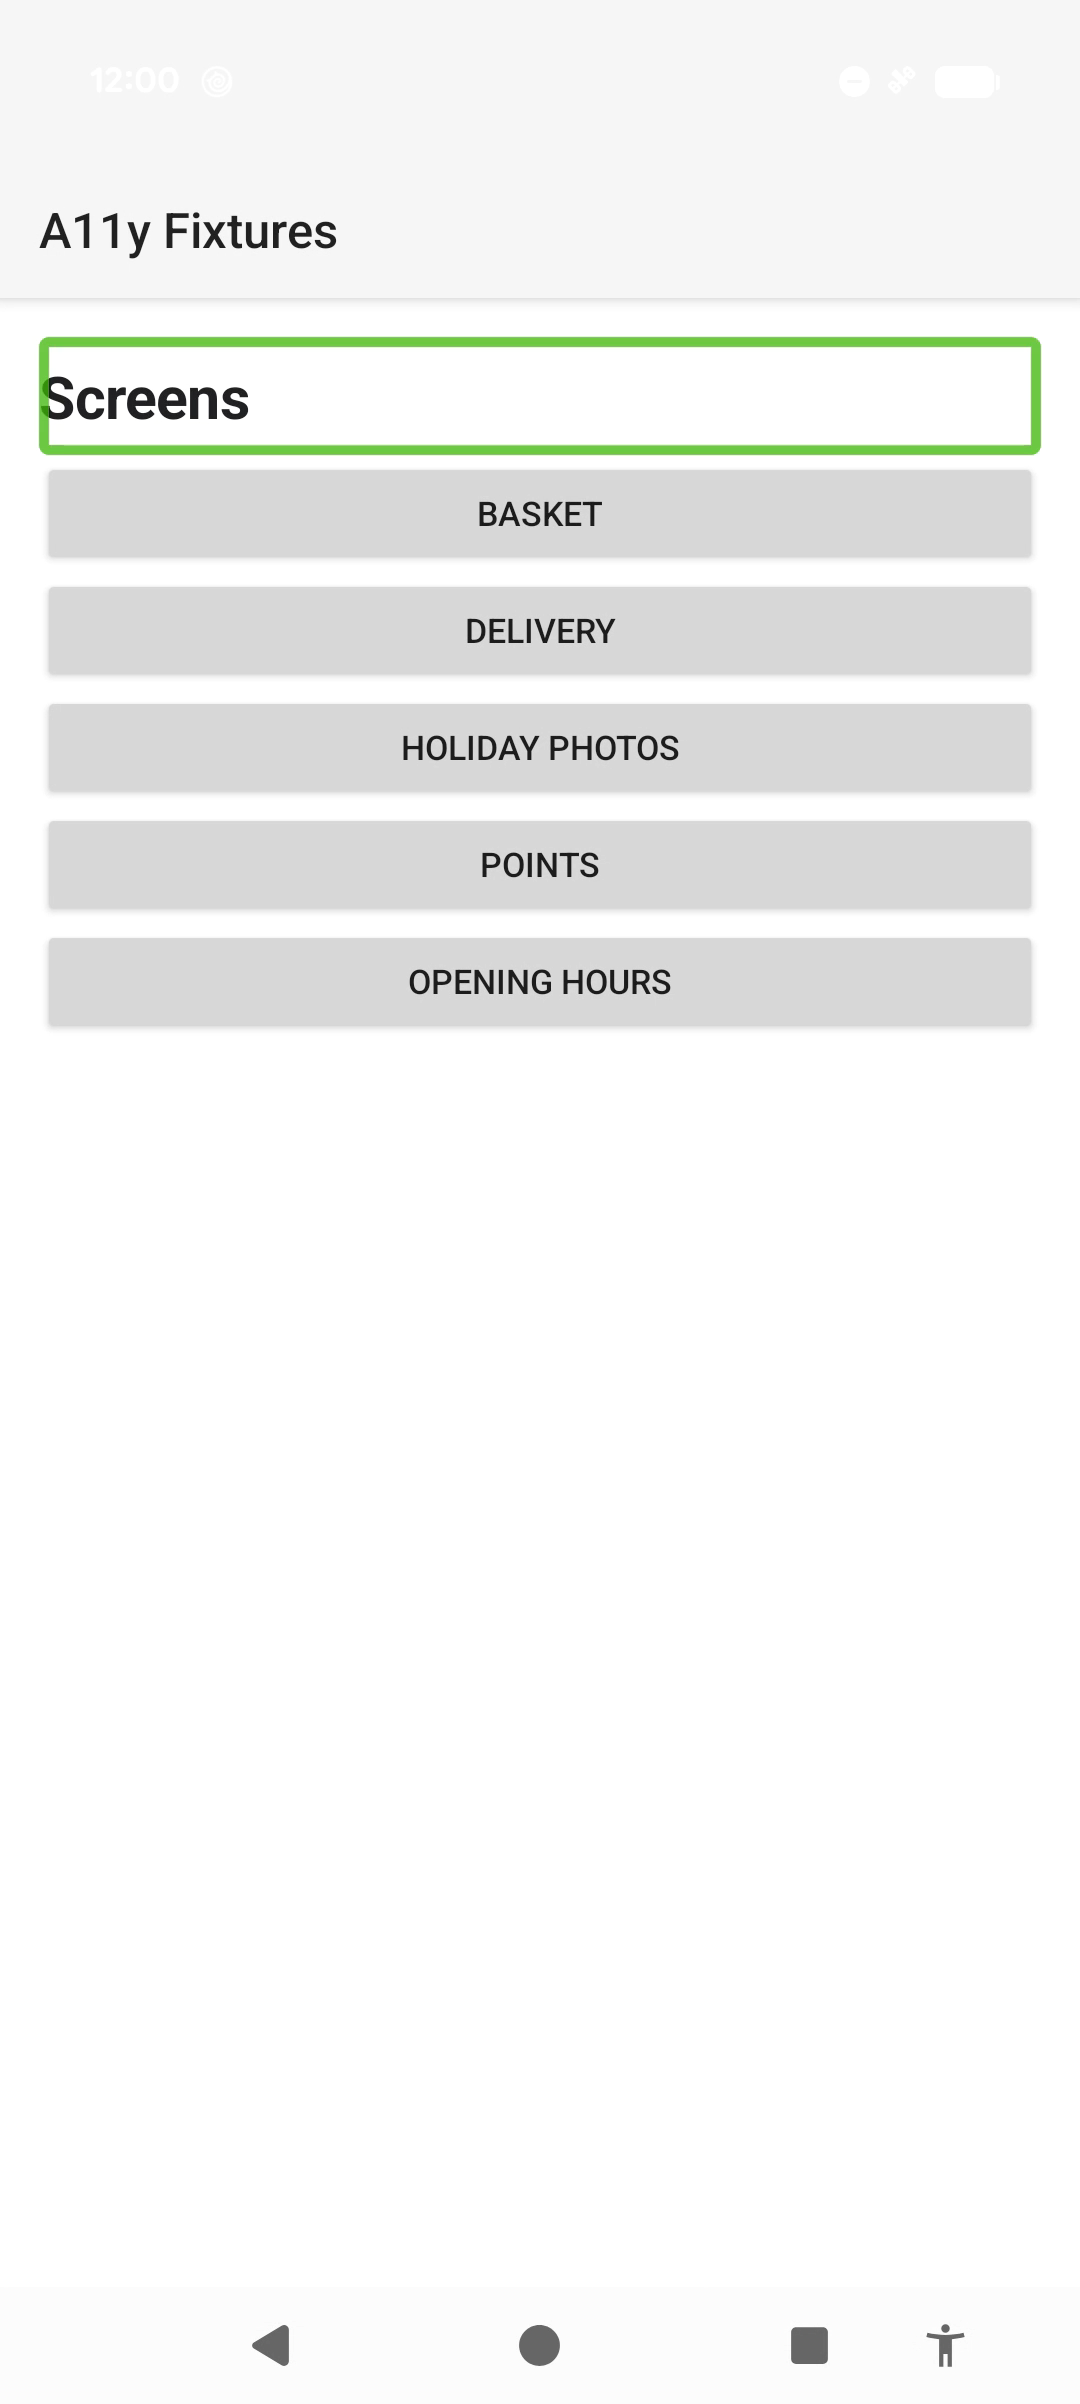 12:00
A11y Fixtures
Screens
BASKET
DELIVERY
HOLIDAY PHOTOS
POINTS
OPENING HOURS